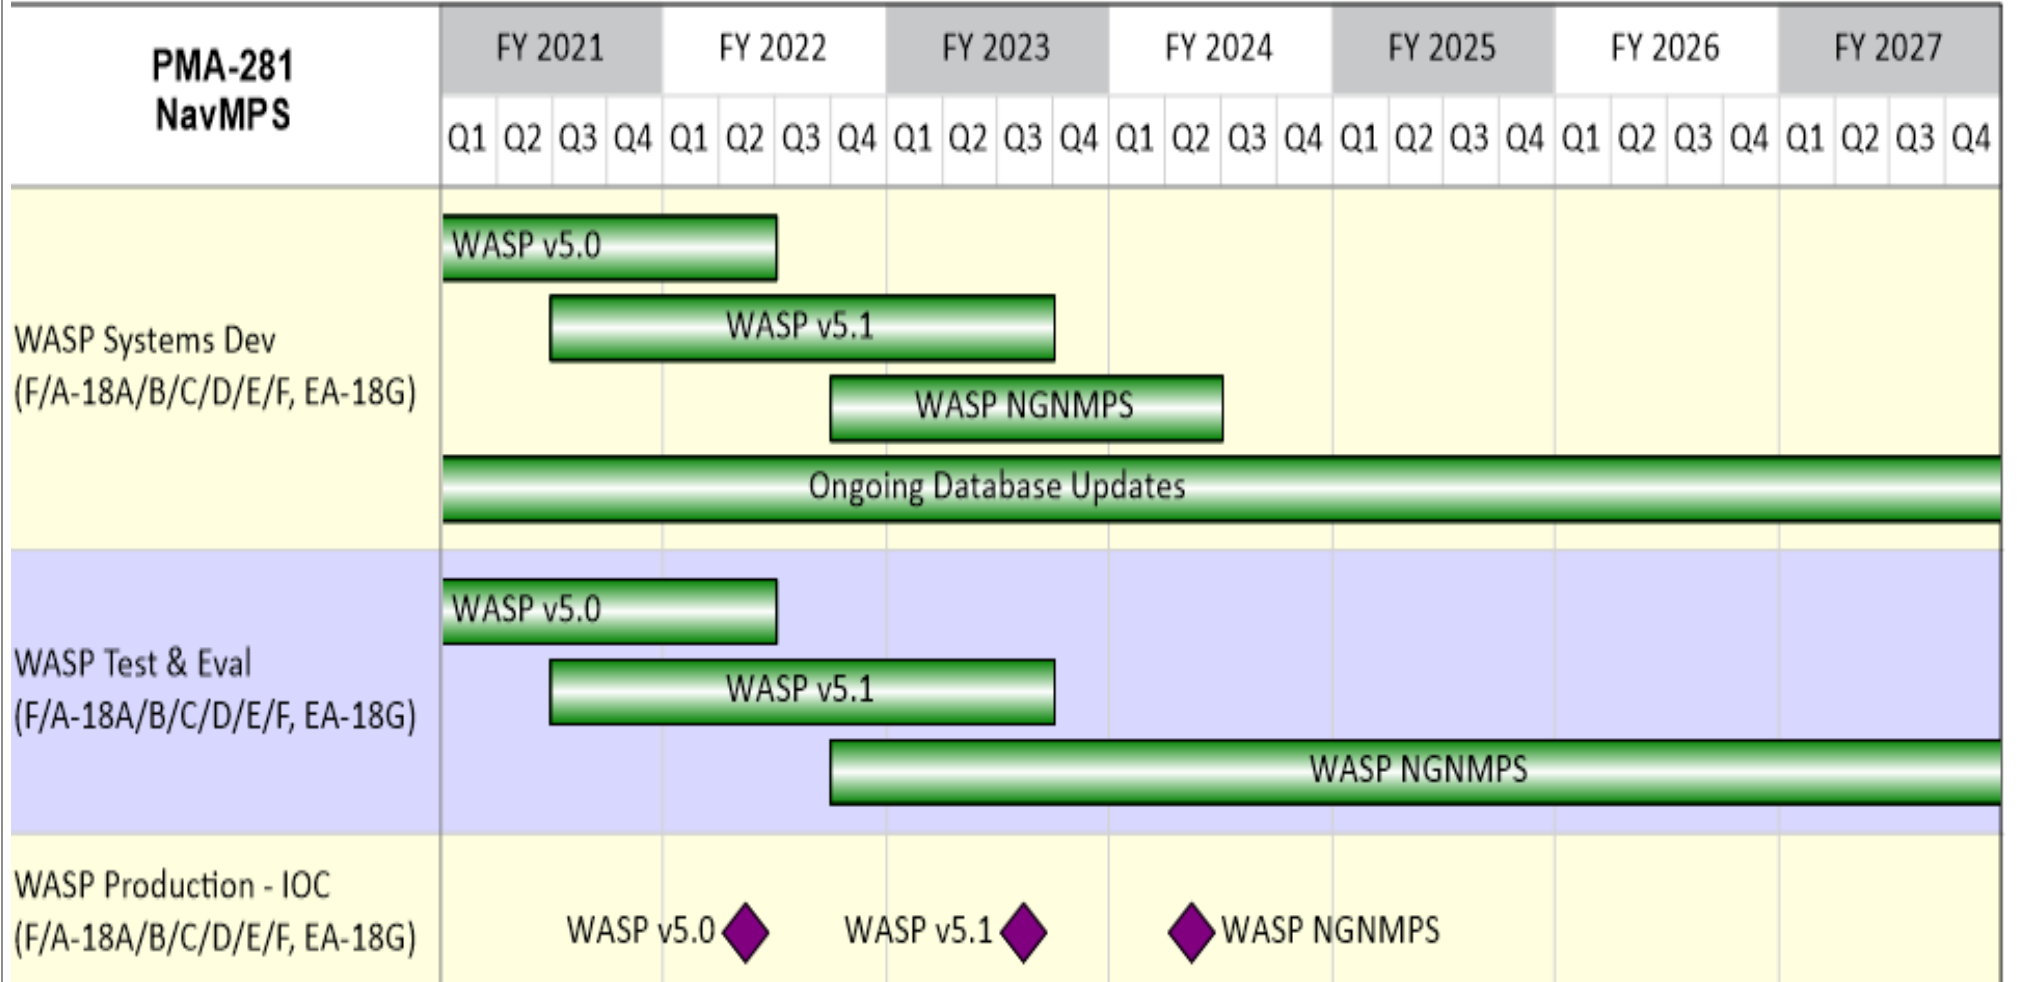 PMA-281
NavMPS
FY 2021 FY 2022 FY 2023 FY 2024 FY 2025 FY 2026 FY 2027
Q1 Q2 Q3 Q4 Q1 Q2 Q3 Q4 Q1 Q2 Q3 Q4 Q1 Q2 Q3 Q4 Q1 Q2 Q3 Q4 Q1 Q2 Q3 Q4 Q1 Q2 Q3 Q4
WASP Systems Dev
(F/A-18A/B/C/D/E/F, EA-18G)
WASP v5.0
WASP v5.1
WASP NGNMPS
Ongoing Database Updates
WASP Test & Eval
(F/A-18A/B/C/D/E/F, EA-18G)
WASP v5.0
WASP v5.1
WASP NGNMPS
WASP Production - IOC
(F/A-18A/B/C/D/E/F, EA-18G)
WASP v5.0 WASP v5.1 WASP NGNMPS